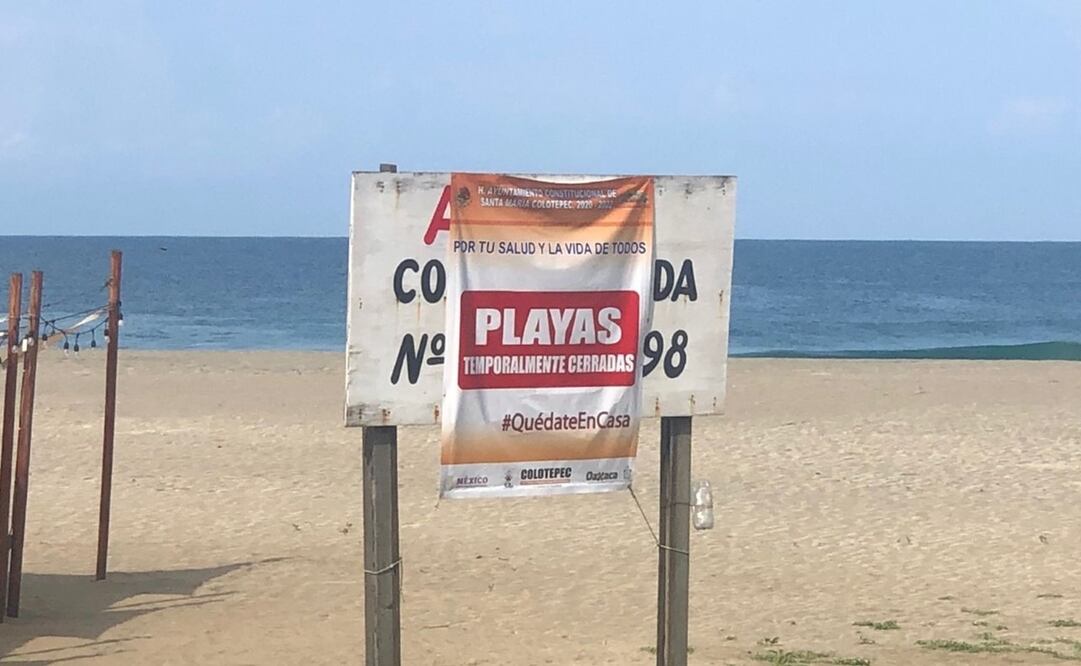 H. AYUNTAMIENTO CONSTITUCIONAL DE
SANTA MARÍA COLOTEPEC, 2020 - 2022
POR TU SALUD Y LA VIDA DE TODOS
PLAYAS
TEMPORALMENTE CERRADAS
#QuédateEnCasa
MÉXICO COLOTEPEC Oaxaca
A
CO DA
Nº 98